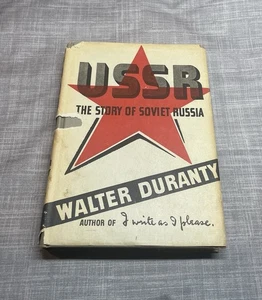 USSR
THE STORY OF SOVIET RUSSIA
WALTER DURANTY
AUTHOR OF I write as I please.